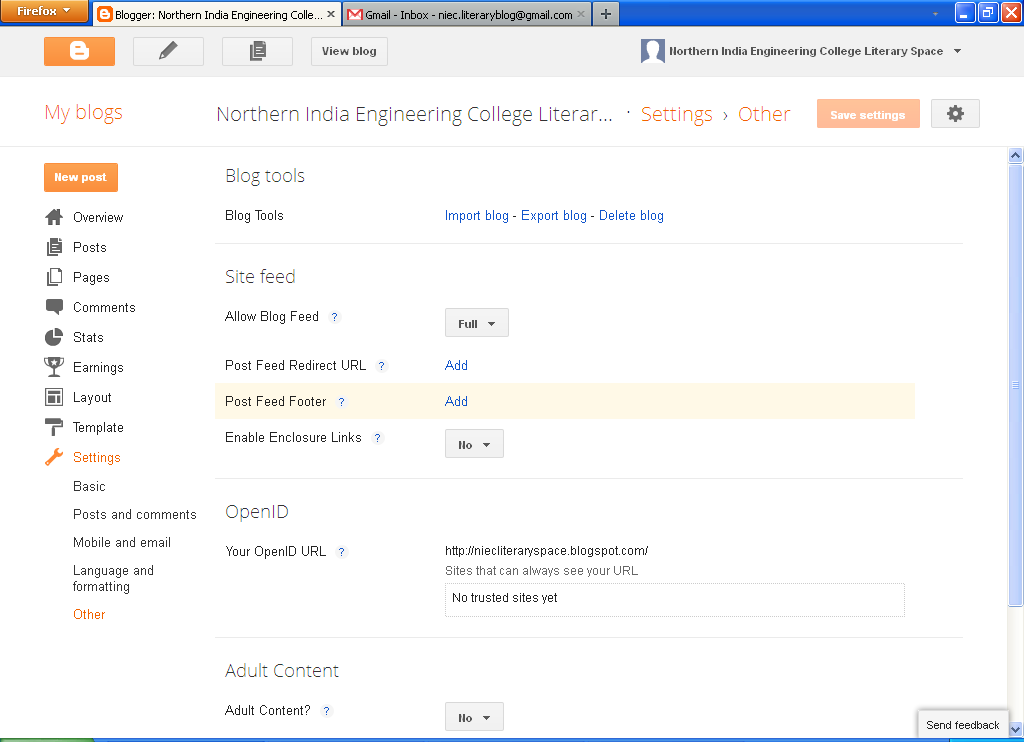 Firefox
Blogger: Northern India Engineering Colle...
Gmail - Inbox - niec.literaryblog@gmail.com
View blog
Northern India Engineering College Literary Space
My blogs
Northern India Engineering College Literar... · Settings › Other
Save settings
New post
Overview
Posts
Pages
Comments
Stats
Earnings
Layout
Template
Settings
Basic
Posts and comments
Mobile and email
Language and
formatting
Other
Blog tools
Blog Tools
Import blog - Export blog - Delete blog
Site feed
Allow Blog Feed ?
Full
Post Feed Redirect URL ?
Add
Post Feed Footer ?
Add
Enable Enclosure Links ?
No
OpenID
Your OpenID URL ?
http://niecliteraryspace.blogspot.com/
Sites that can always see your URL
No trusted sites yet
Adult Content
Adult Content? ?
No
Send feedback